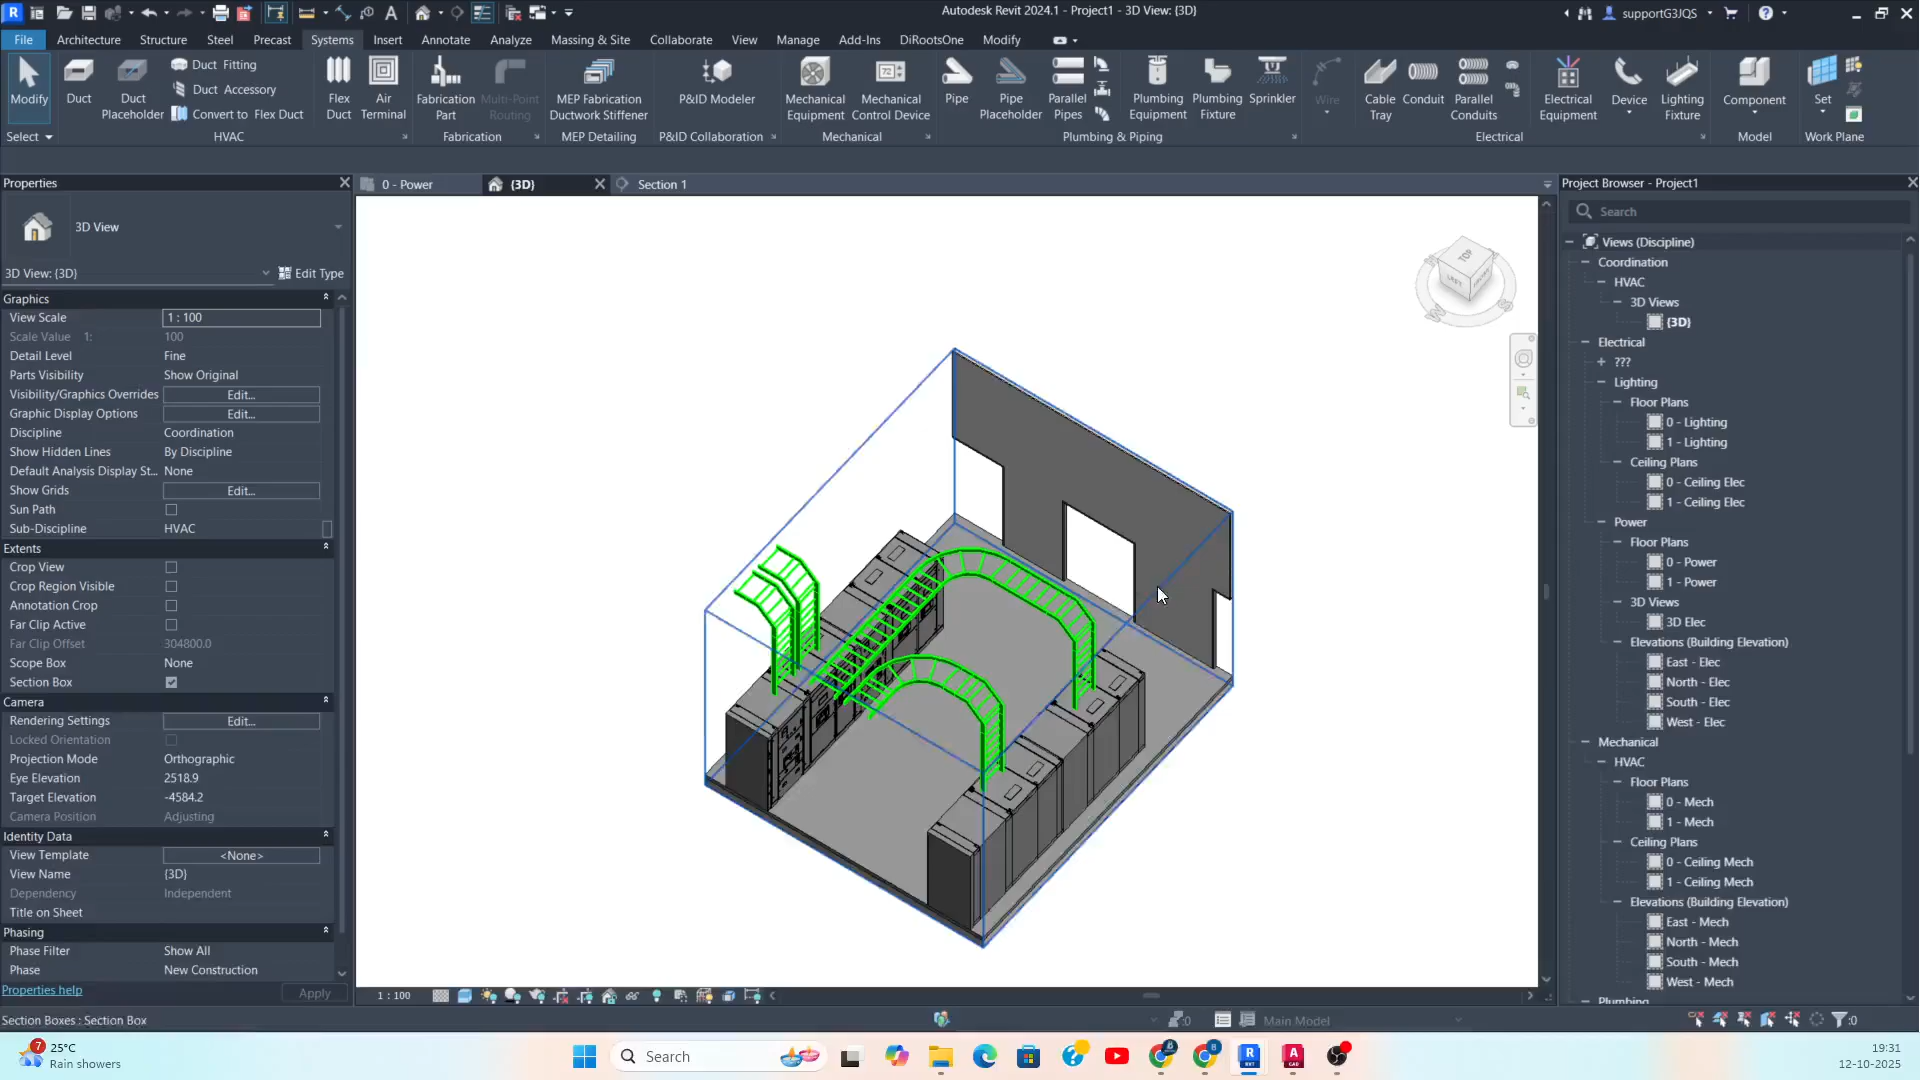 Autodesk Revit 2024.1 - Project1 - 3D View: {3D}
supportG3JQS
File Architecture Structure Steel Precast Systems Insert Annotate Analyze Massing & Site Collaborate View Manage Add-Ins DiRootsOne Modify
Modify
Duct
Duct Placeholder
Duct Fitting
Duct Accessory
Convert to Flex Duct
Flex Duct
Air Terminal
Fabrication Part
Multi-Point Routing
MEP Fabrication Ductwork Stiffener
P&ID Modeler
Mechanical Equipment
Mechanical Control Device
Pipe
Pipe Placeholder
Parallel Pipes
Plumbing Equipment
Plumbing Fixture
Sprinkler
Wire
Cable Tray
Conduit
Parallel Conduits
Electrical Equipment
Device
Lighting Fixture
Component
Set
Select HVAC Fabrication MEP Detailing P&ID Collaboration Mechanical Plumbing & Piping Electrical Model Work Plane
Properties
3D View
3D View: {3D} Edit Type
Graphics
View Scale 1 : 100
Scale Value 1: 100
Detail Level Fine
Parts Visibility Show Original
Visibility/Graphics Overrides Edit...
Graphic Display Options Edit...
Discipline Coordination
Show Hidden Lines By Discipline
Default Analysis Display St... None
Show Grids Edit...
Sun Path
Sub-Discipline HVAC
Extents
Crop View
Crop Region Visible
Annotation Crop
Far Clip Active
Far Clip Offset 304800.0
Scope Box None
Section Box
Camera
Rendering Settings Edit...
Locked Orientation
Projection Mode Orthographic
Eye Elevation 2518.9
Target Elevation -4584.2
Camera Position Adjusting
Identity Data
View Template <None>
View Name {3D}
Dependency Independent
Title on Sheet
Phasing
Phase Filter Show All
Phase New Construction
Properties help Apply
0 - Power {3D} Section 1
TOP
1 : 100
Project Browser - Project1
Search
Views (Discipline)
Coordination
HVAC
3D Views
{3D}
Electrical
???
Lighting
Floor Plans
0 - Lighting
1 - Lighting
Ceiling Plans
0 - Ceiling Elec
1 - Ceiling Elec
Power
Floor Plans
0 - Power
1 - Power
3D Views
3D Elec
Elevations (Building Elevation)
East - Elec
North - Elec
South - Elec
West - Elec
Mechanical
HVAC
Floor Plans
0 - Mech
1 - Mech
Ceiling Plans
0 - Ceiling Mech
1 - Ceiling Mech
Elevations (Building Elevation)
East - Mech
North - Mech
South - Mech
West - Mech
Plumbing
Section Boxes : Section Box
:0
Main Model
:0
7
25°C
Rain showers
Search
19:31
12-10-2025